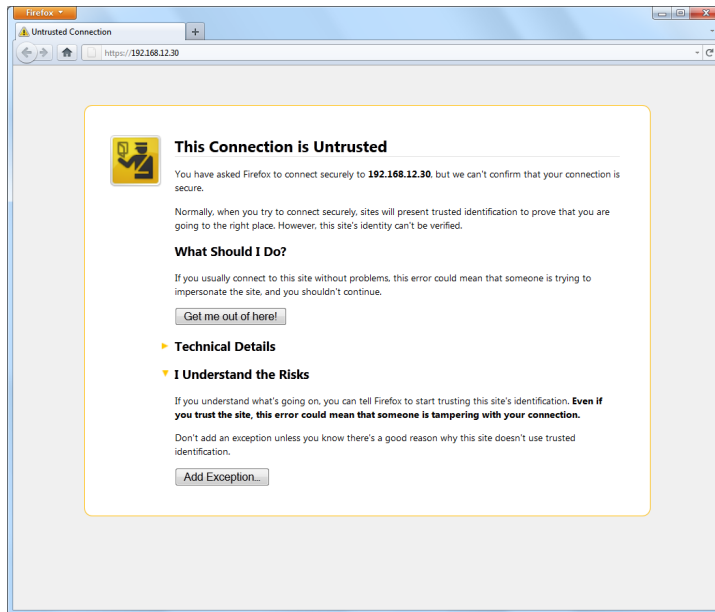 Firefox
Untrusted Connection
https://192.168.12.30
This Connection is Untrusted
You have asked Firefox to connect securely to 192.168.12.30, but we can't confirm that your connection is
secure.
Normally, when you try to connect securely, sites will present trusted identification to prove that you are
going to the right place. However, this site's identity can't be verified.
What Should I Do?
If you usually connect to this site without problems, this error could mean that someone is trying to
impersonate the site, and you shouldn't continue.
Get me out of here!
Technical Details
I Understand the Risks
If you understand what's going on, you can tell Firefox to start trusting this site's identification. Even if
you trust the site, this error could mean that someone is tampering with your connection.
Don't add an exception unless you know there's a good reason why this site doesn't use trusted
identification.
Add Exception...